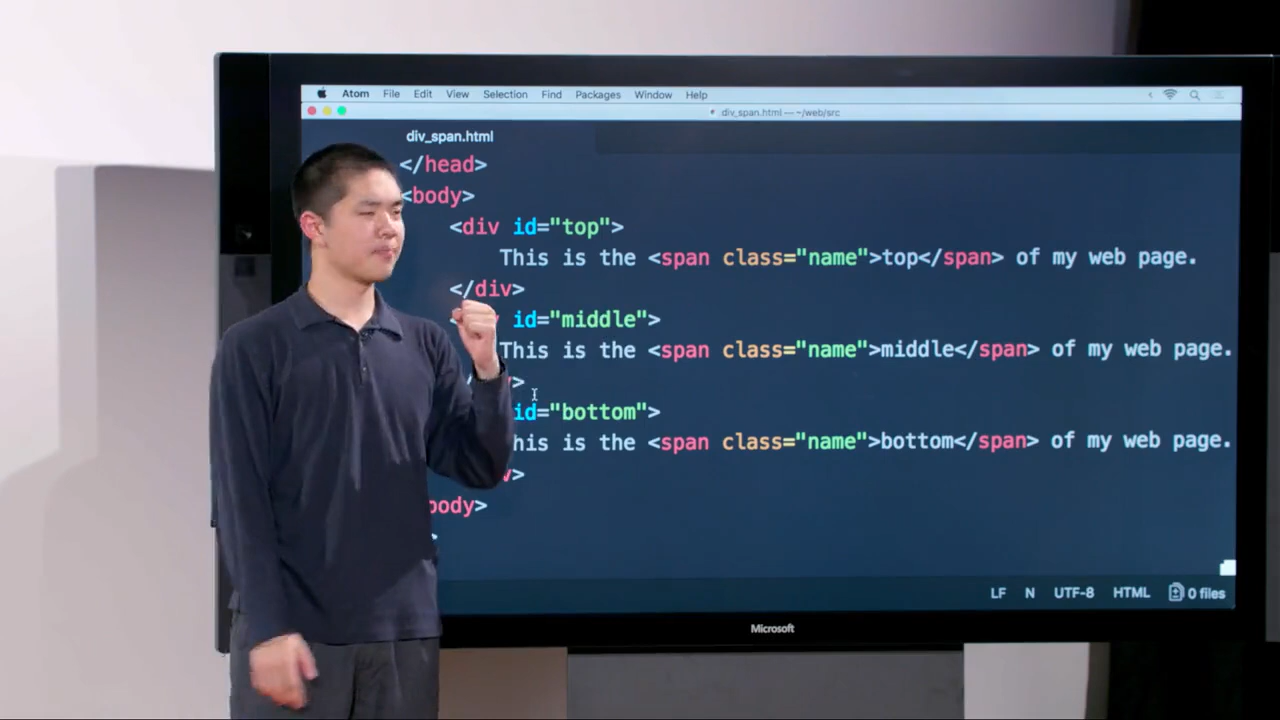 Atom File Edit View Selection Find Packages Window Help
div_span.html — ~/web/src
div_span.html
</head>
<body>
<div id="top">
This is the <span class="name">top</span> of my web page.
</div>
id="middle">
This is the <span class="name">middle</span> of my web page.
>
id="bottom">
This is the <span class="name">bottom</span> of my web page.
>
body>
>
LF N UTF-8 HTML 0 files
Microsoft